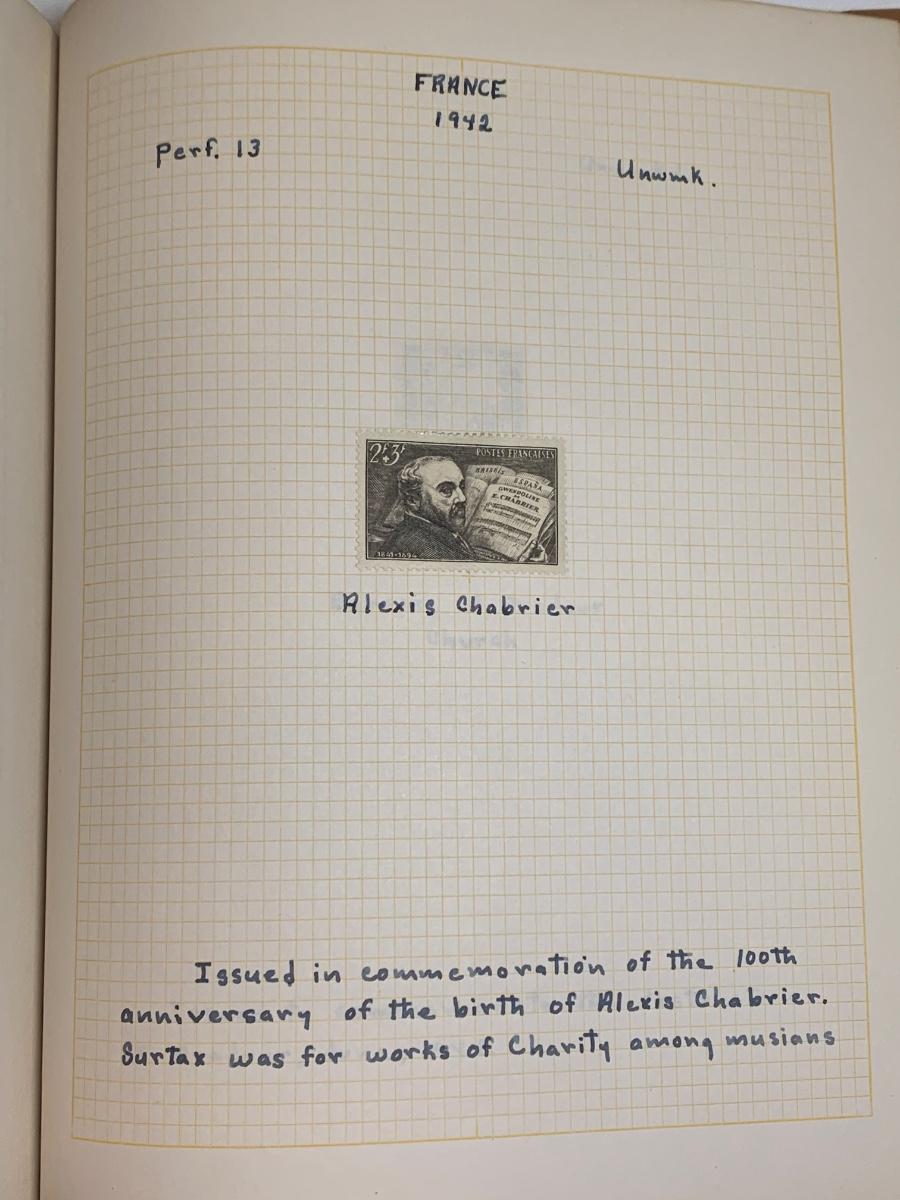 FRANCE
1942
Perf. 13
Unwmk.
2F+3F
POSTES FRANÇAISES
ESPAÑA
GWENDOLINE
E. CHABRIER
1841-1894
Alexis Chabrier
Church
Issued in commemoration of the 100th
anniversary of the birth of Alexis Chabrier.
Surtax was for works of Charity among musians